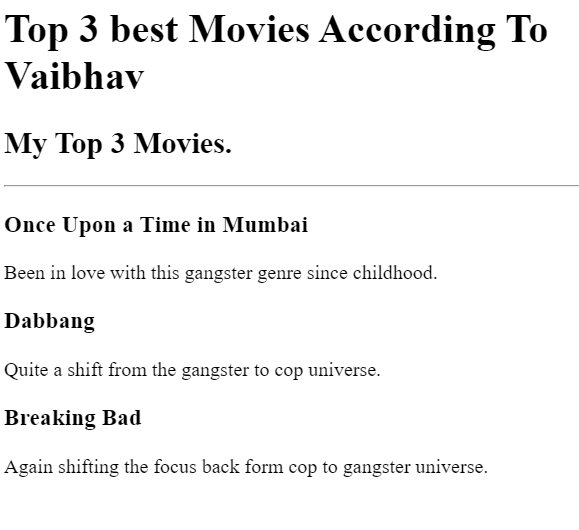 Top 3 best Movies According To
Vaibhav
My Top 3 Movies.
Once Upon a Time in Mumbai
Been in love with this gangster genre since childhood.
Dabbang
Quite a shift from the gangster to cop universe.
Breaking Bad
Again shifting the focus back form cop to gangster universe.